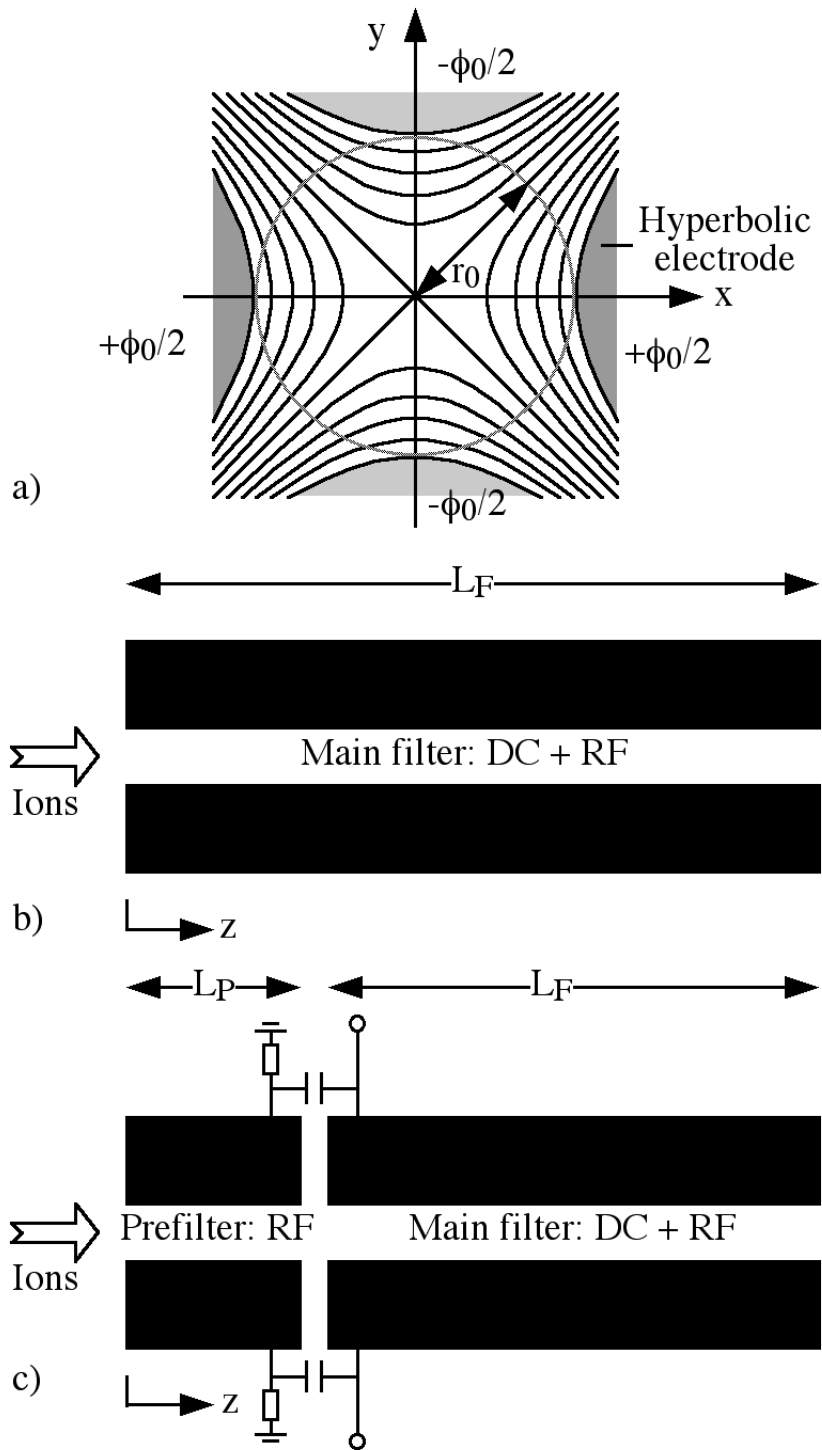 y
-ϕ0/2
Hyperbolic
electrode
r0
x
+ϕ0/2
+ϕ0/2
a)
-ϕ0/2
LF
Main filter: DC + RF
Ions
b)
z
LP
LF
Prefilter: RF
Main filter: DC + RF
Ions
c)
z